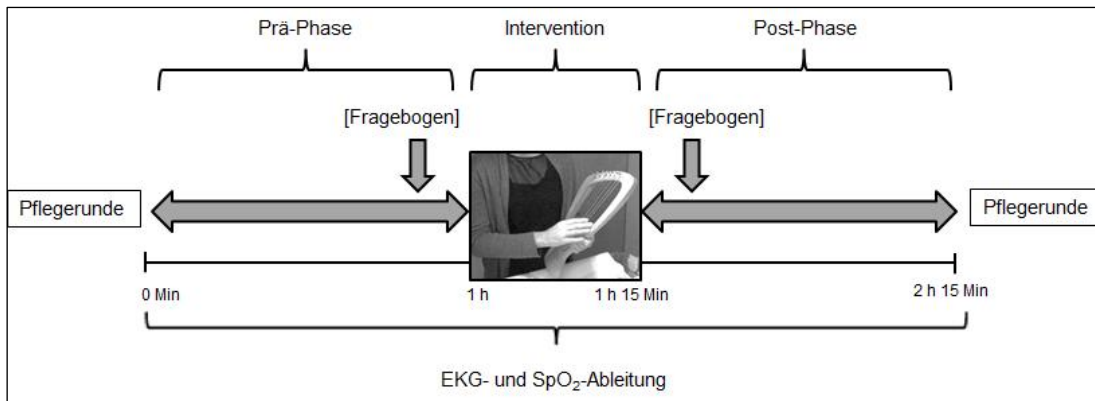 Prä-Phase Intervention Post-Phase
[Fragebogen] [Fragebogen]
Pflegerunde Pflegerunde
0 Min 1 h 1 h 15 Min 2 h 15 Min
EKG- und SpO₂-Ableitung